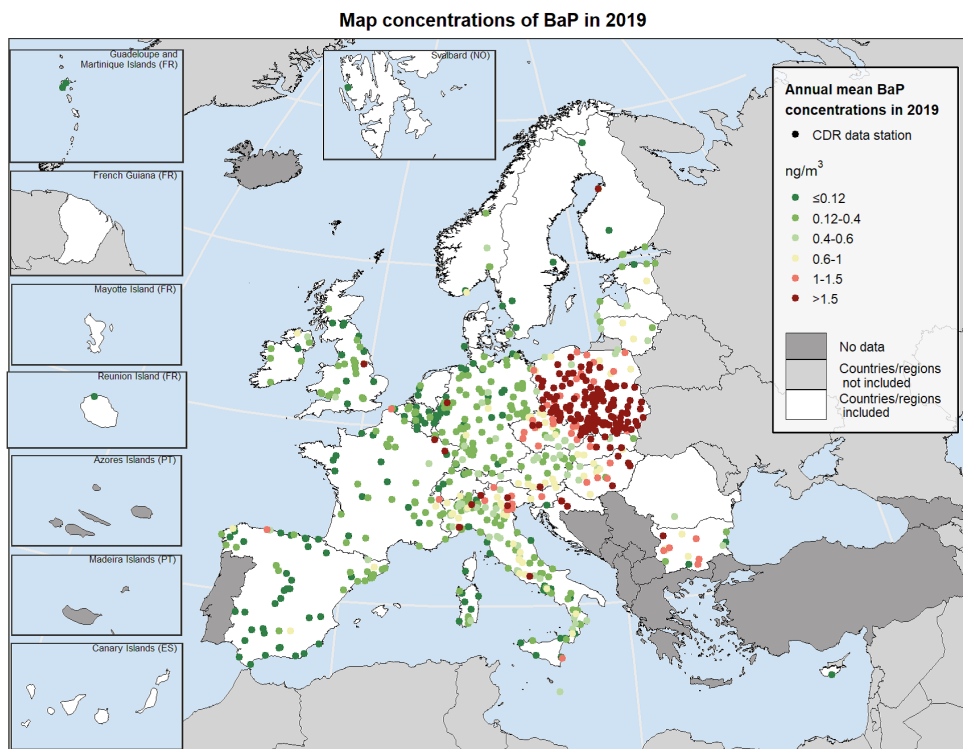 Map concentrations of BaP in 2019
Guadeloupe and
Martinique Islands (FR)
Svalbard (NO)
French Guiana (FR)
Mayotte Island (FR)
Reunion Island (FR)
Azores Islands (PT)
Madeira Islands (PT)
Canary Islands (ES)
Annual mean BaP
concentrations in 2019
CDR data station
ng/m³
≤0.12
0.12-0.4
0.4-0.6
0.6-1
1-1.5
>1.5
No data
Countries/regions
not included
Countries/regions
included